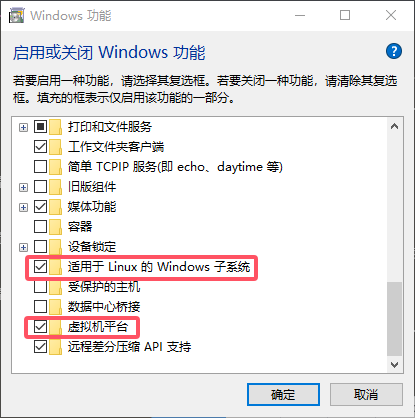 Windows 功能
启用或关闭 Windows 功能
若要启用一种功能，请选择其复选框。若要关闭一种功能，请清除其复选
框。填充的框表示仅启用该功能的一部分。
打印和文件服务
工作文件夹客户端
简单 TCPIP 服务(即 echo、daytime 等)
旧版组件
媒体功能
容器
设备锁定
适用于 Linux 的 Windows 子系统
受保护的主机
数据中心桥接
虚拟机平台
远程差分压缩 API 支持
确定
取消